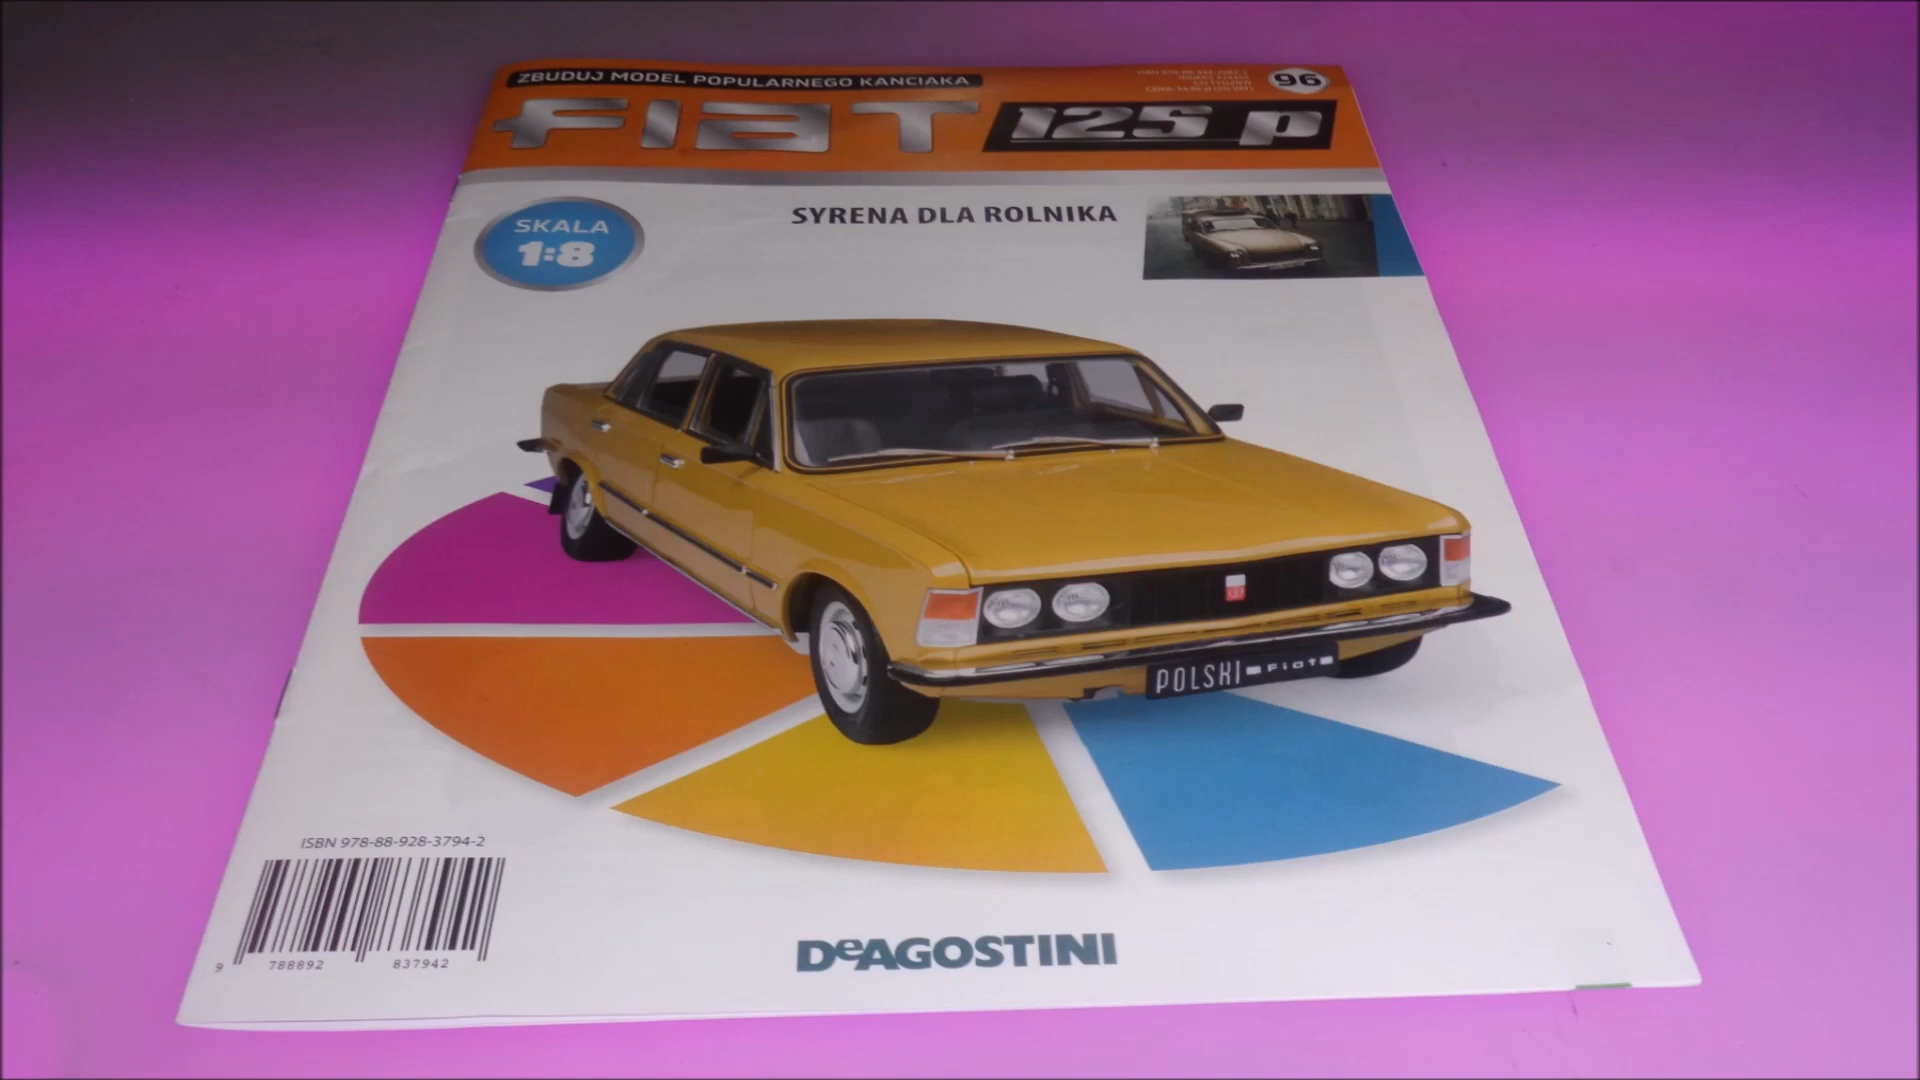 ZBUDUJ MODEL POPULARNEGO KANCIAKA
96
FIAT 125 p
SKALA
1:8
SYRENA DLA ROLNIKA
POLSKI FIAT
ISBN 978-88-928-3794-2
9 788892 837942
DeAGOSTINI